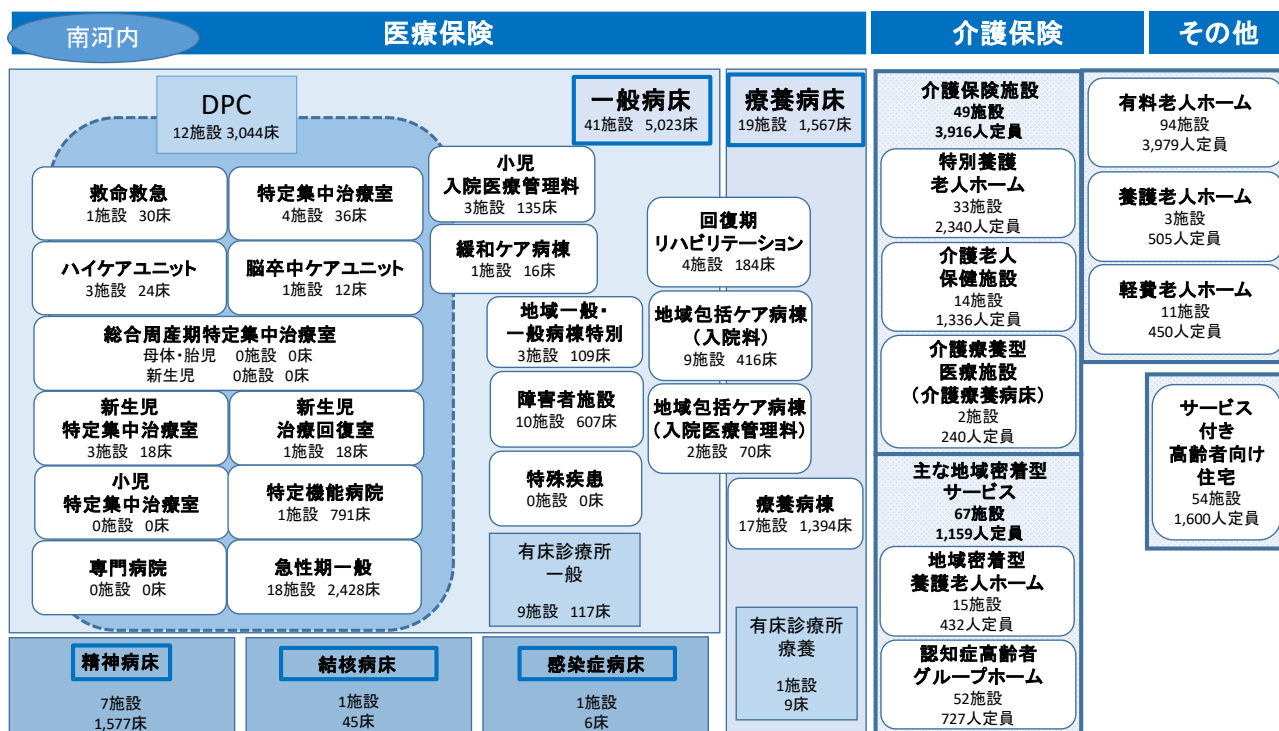 南河内
医療保険
介護保険
その他
DPC
12施設 3,044床
一般病床
41施設 5,023床
療養病床
19施設 1,567床
救命救急
1施設 30床
特定集中治療室
4施設 36床
小児
入院医療管理料
3施設 135床
ハイケアユニット
3施設 24床
脳卒中ケアユニット
1施設 12床
緩和ケア病棟
1施設 16床
総合周産期特定集中治療室
母体・胎児 0施設 0床
新生児 0施設 0床
新生児
特定集中治療室
3施設 18床
新生児
治療回復室
1施設 18床
小児
特定集中治療室
0施設 0床
特定機能病院
1施設 791床
専門病院
0施設 0床
急性期一般
18施設 2,428床
地域一般・
一般病棟特別
3施設 109床
障害者施設
10施設 607床
特殊疾患
0施設 0床
有床診療所
一般
9施設 117床
回復期
リハビリテーション
4施設 184床
地域包括ケア病棟
(入院料)
9施設 416床
地域包括ケア病棟
(入院医療管理料)
2施設 70床
療養病棟
17施設 1,394床
有床診療所
療養
1施設
9床
精神病床
7施設
1,577床
結核病床
1施設
45床
感染症病床
1施設
6床
介護保険施設
49施設
3,916人定員
特別養護
老人ホーム
33施設
2,340人定員
介護老人
保健施設
14施設
1,336人定員
介護療養型
医療施設
(介護療養病床)
2施設
240人定員
主な地域密着型
サービス
67施設
1,159人定員
地域密着型
養護老人ホーム
15施設
432人定員
認知症高齢者
グループホーム
52施設
727人定員
有料老人ホーム
94施設
3,979人定員
養護老人ホーム
3施設
505人定員
軽費老人ホーム
11施設
450人定員
サービス
付き
高齢者向け
住宅
54施設
1,600人定員